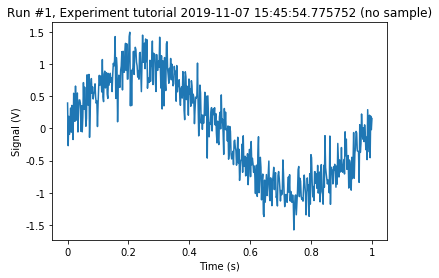 Run #1, Experiment tutorial 2019-11-07 15:45:54.775752 (no sample)
1.5
1
0.5
0
-0.5
-1
-1.5
Signal (V)
0 0.2 0.4 0.6 0.8 1
Time (s)